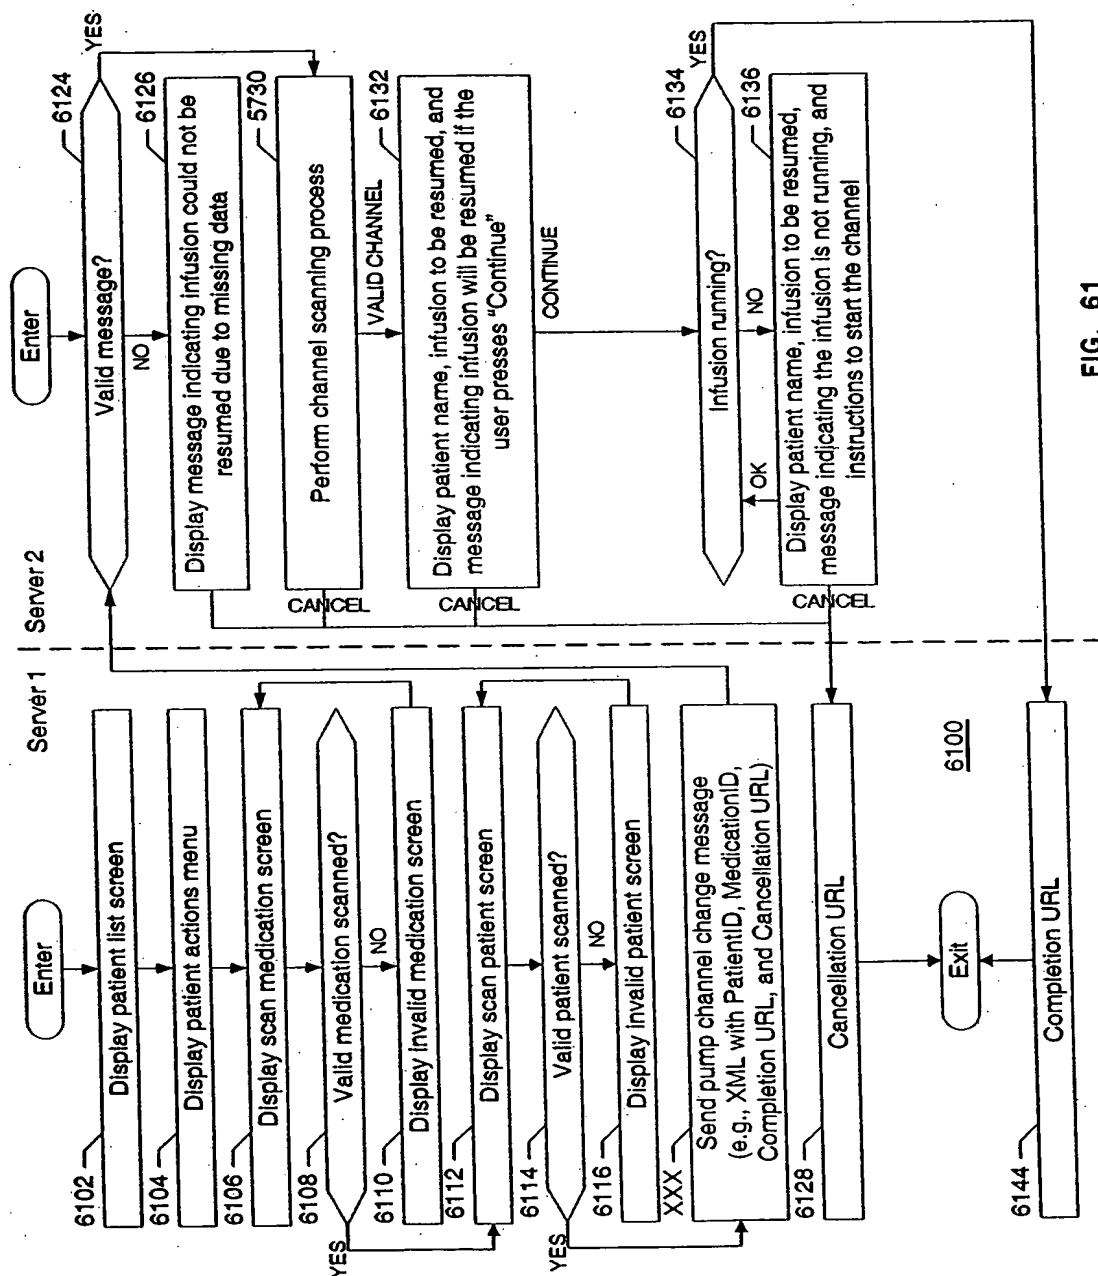 Server 1
Enter
6102
Display patient list screen
6104
Display patient actions menu
6106
Display scan medication screen
6108
Valid medication scanned?
YES
NO
6110
Display invalid medication screen
6112
Display scan patient screen
6114
Valid patient scanned?
YES
NO
6116
Display invalid patient screen
XXX
Send pump channel change message
(e.g., XML with PatientID, MedicationID,
Completion URL, and Cancellation URL)
6128
Cancellation URL
Exit
6100
6144
Completion URL
Server 2
Enter
6124
Valid message?
YES
NO
6126
Display message indicating infusion could not be
resumed due to missing data
5730
Perform channel scanning process
CANCEL
VALID CHANNEL
6132
Display patient name, infusion to be resumed, and
message indicating infusion will be resumed if the
user presses “Continue”
CANCEL
CONTINUE
6134
Infusion running?
YES
OK
NO
6136
Display patient name, infusion to be resumed,
message indicating the infusion is not running, and
instructions to start the channel
CANCEL
FIG. 61